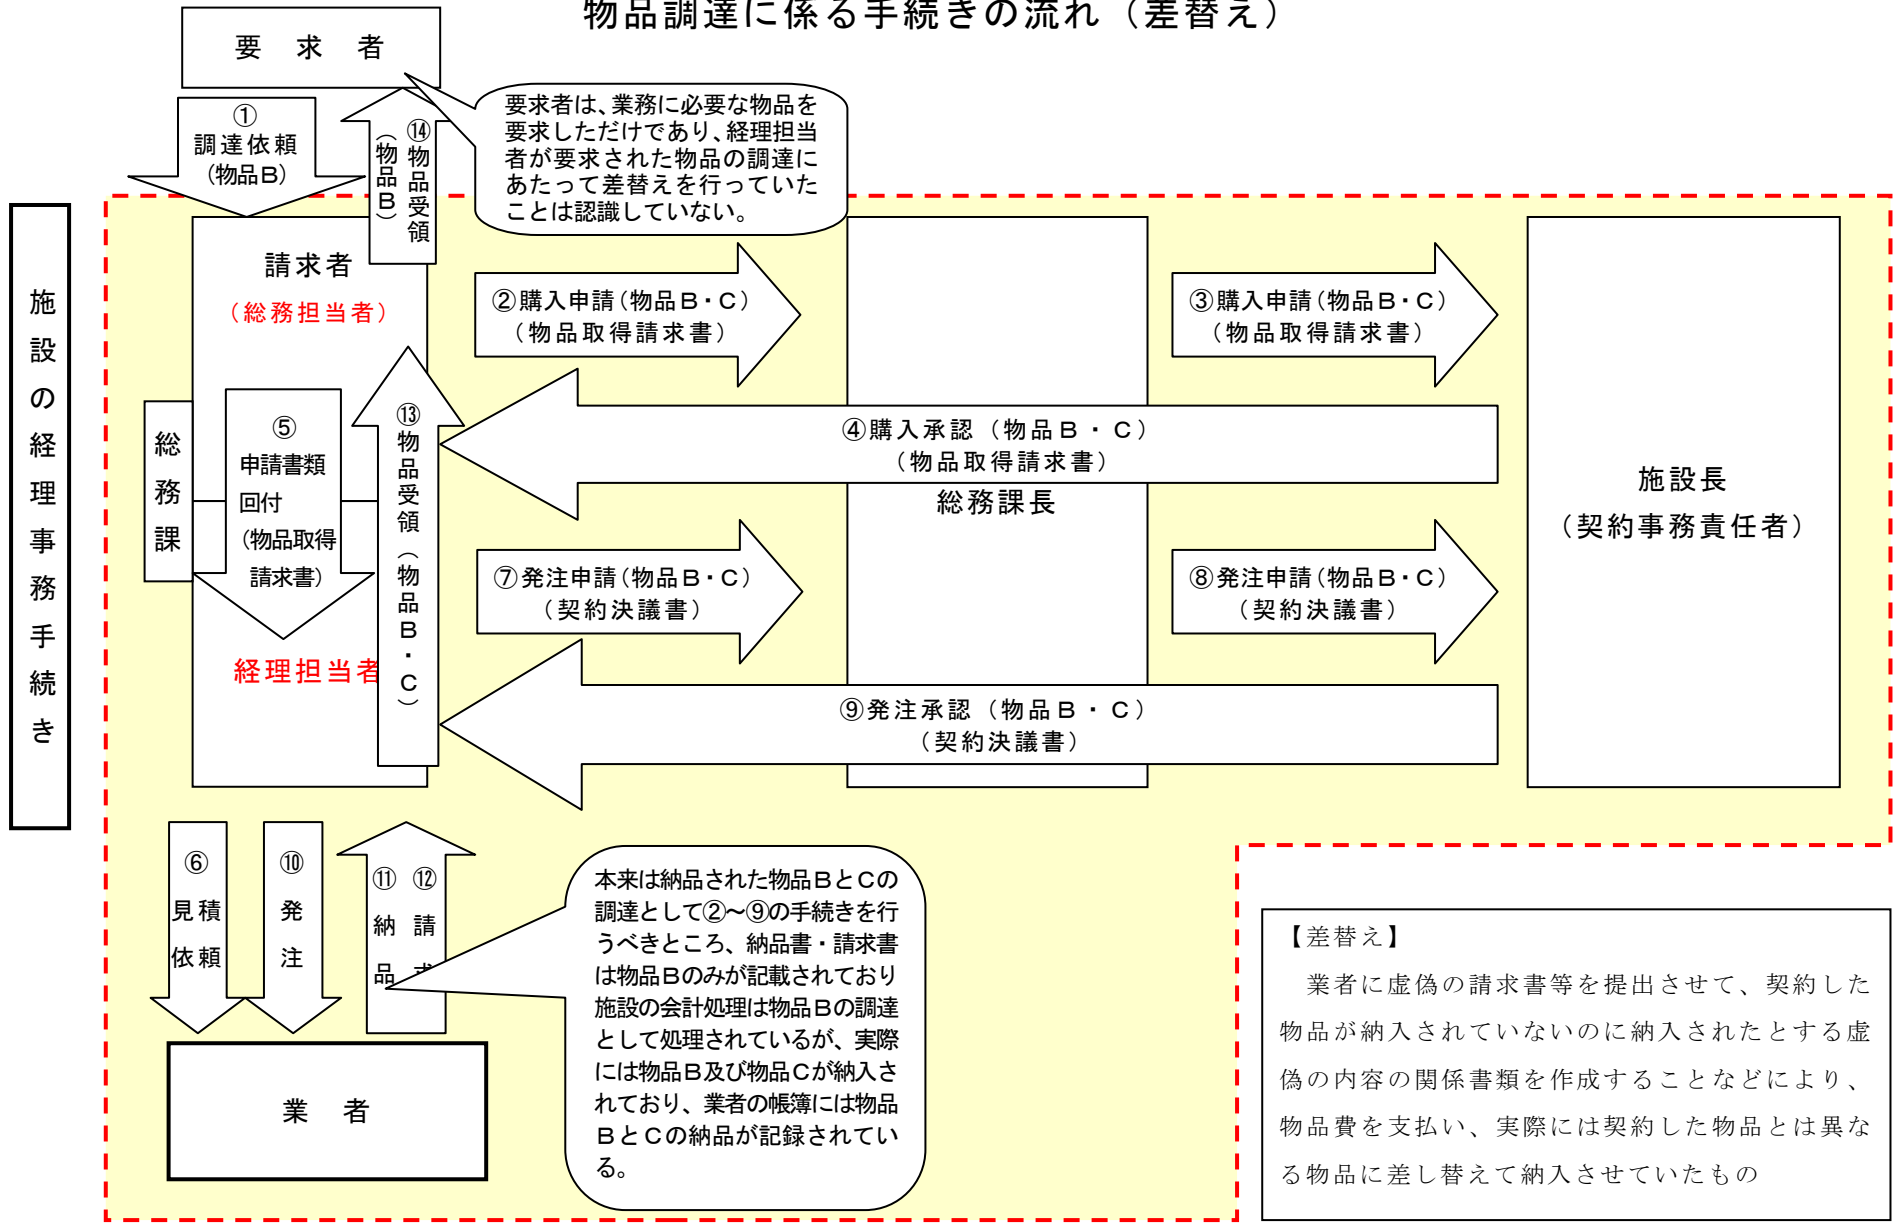 物品調達に係る手続きの流れ（差替え）
要　求　者
①
調達依頼
（物品Ｂ）
⑭物品受領
（物品Ｂ）
要求者は、業務に必要な物品を
要求しただけであり、経理担当
者が要求された物品の調達に
あたって差替えを行っていた
ことは認識していない。
施設の経理事務手続き
請求者
（総務担当者）
②購入申請（物品Ｂ・Ｃ）
（物品取得請求書）
③購入申請（物品Ｂ・Ｃ）
（物品取得請求書）
④購入承認（物品Ｂ・Ｃ）
（物品取得請求書）
総務課
⑤
申請書類
回付
（物品取得
請求書）
⑬物品受領（物品Ｂ・Ｃ）
総務課長
施設長
（契約事務責任者）
⑦発注申請（物品Ｂ・Ｃ）
（契約決議書）
⑧発注申請（物品Ｂ・Ｃ）
（契約決議書）
経理担当者
⑨発注承認（物品Ｂ・Ｃ）
（契約決議書）
⑥
見積
依頼
⑩
発
注
⑪納品
⑫請求
業　者
本来は納品された物品ＢとＣの
調達として②～⑨の手続きを行
うべきところ、納品書・請求書
は物品Ｂのみが記載されており
施設の会計処理は物品Ｂの調達
として処理されているが、実際
には物品Ｂ及び物品Ｃが納入さ
れており、業者の帳簿には物品
ＢとＣの納品が記録されてい
る。
【差替え】
　業者に虚偽の請求書等を提出させて、契約した
物品が納入されていないのに納入されたとする虚
偽の内容の関係書類を作成することなどにより、
物品費を支払い、実際には契約した物品とは異な
る物品に差し替えて納入させていたもの